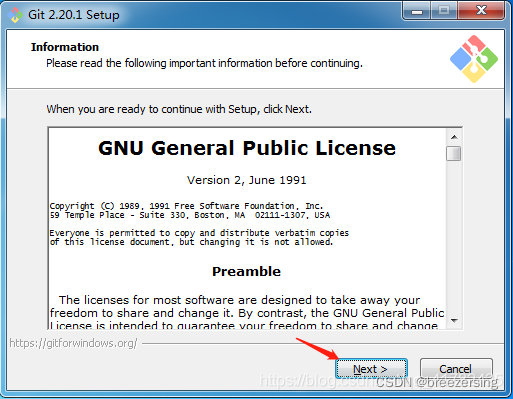 Git 2.20.1 Setup
Information
Please read the following important information before continuing.
When you are ready to continue with Setup, click Next.
GNU General Public License
Version 2, June 1991
Copyright (C) 1989, 1991 Free Software Foundation, Inc.
59 Temple Place - Suite 330, Boston, MA  02111-1307, USA
Everyone is permitted to copy and distribute verbatim copies
of this license document, but changing it is not allowed.
Preamble
The licenses for most software are designed to take away your
freedom to share and change it. By contrast, the GNU General Public
License is intended to guarantee your freedom to share and change
https://gitforwindows.org/
Next >
Cancel
https://blog.csdn
CSDN @breezersing